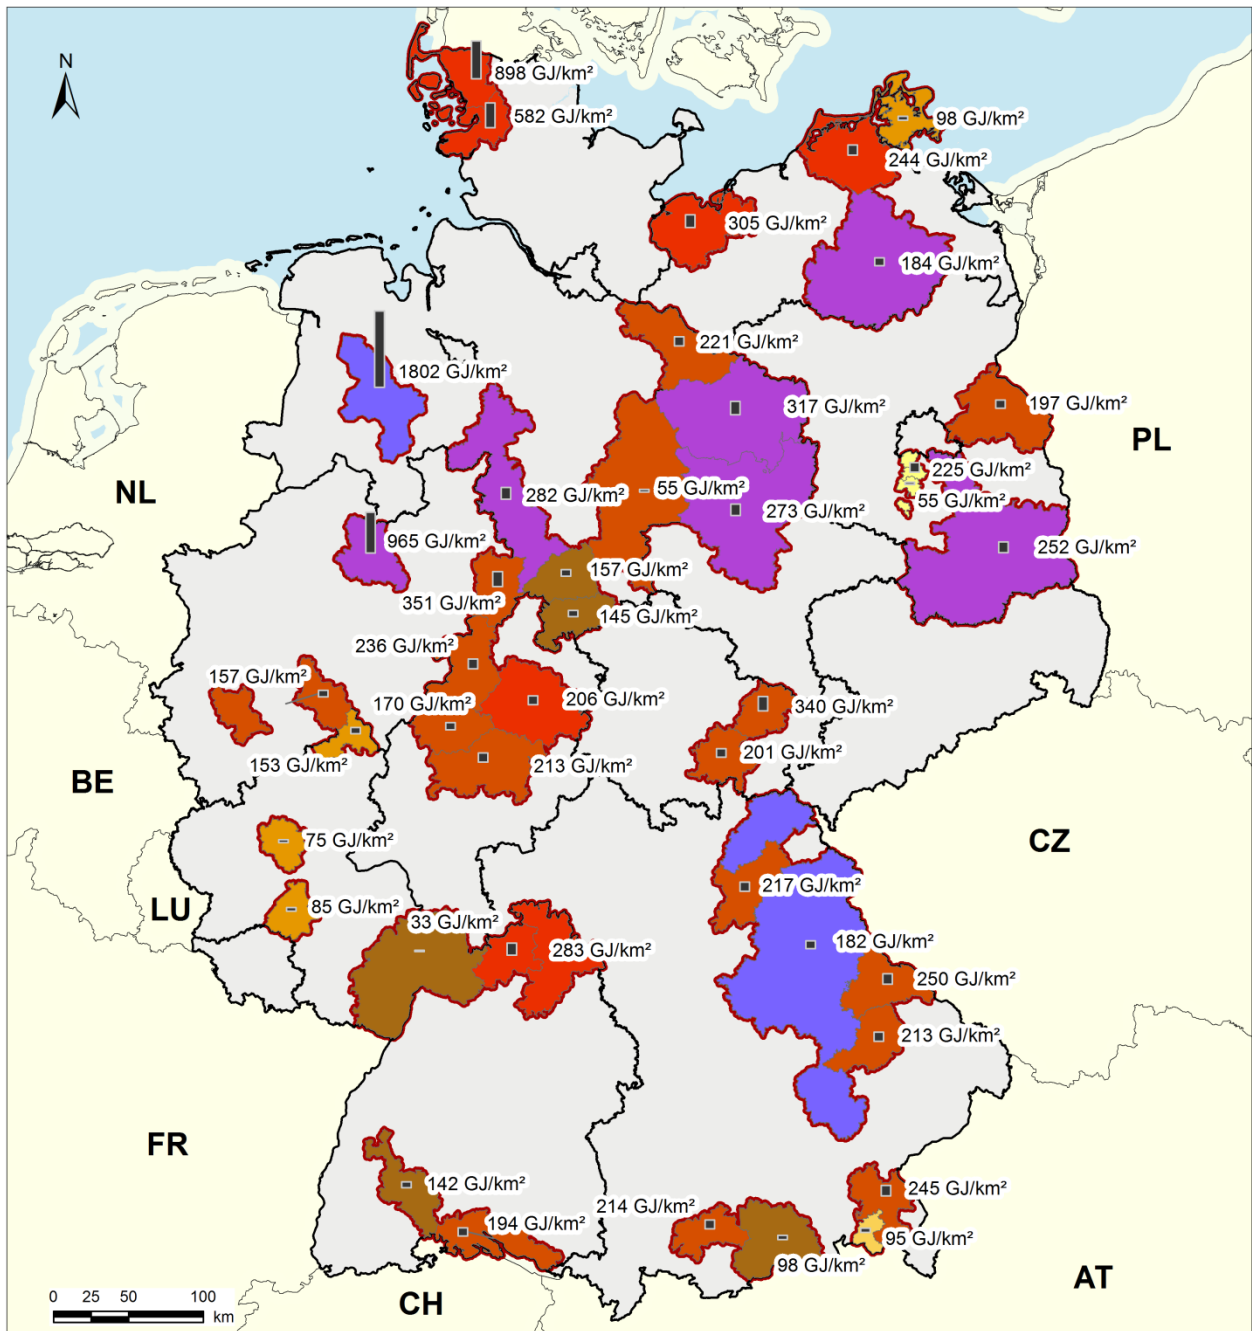 N
898 GJ/km²
582 GJ/km²
98 GJ/km²
244 GJ/km²
305 GJ/km²
184 GJ/km²
221 GJ/km²
1802 GJ/km²
317 GJ/km²
197 GJ/km²
PL
NL
225 GJ/km²
282 GJ/km²
55 GJ/km²
55 GJ/km²
273 GJ/km²
965 GJ/km²
252 GJ/km²
157 GJ/km²
351 GJ/km²
145 GJ/km²
236 GJ/km²
157 GJ/km²
170 GJ/km²
206 GJ/km²
340 GJ/km²
201 GJ/km²
153 GJ/km²
213 GJ/km²
BE
75 GJ/km²
CZ
217 GJ/km²
LU
85 GJ/km²
33 GJ/km²
283 GJ/km²
182 GJ/km²
250 GJ/km²
213 GJ/km²
FR
142 GJ/km²
245 GJ/km²
214 GJ/km²
194 GJ/km²
95 GJ/km²
98 GJ/km²
AT
CH
0 25 50 100
km